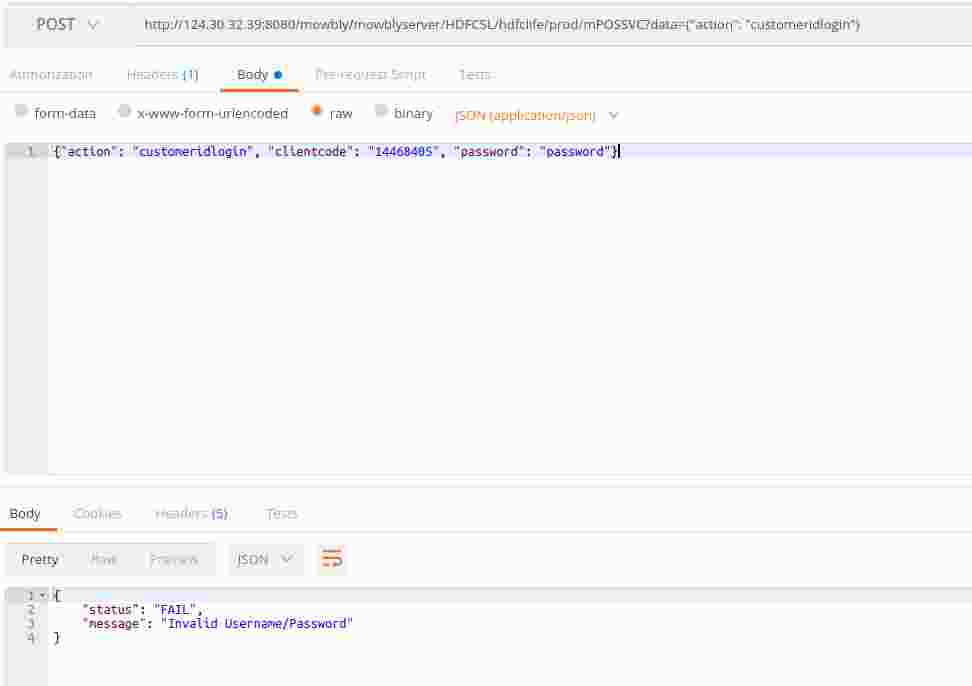 POST http://124.30.32.39:8080/mowbly/mowblyserver/HDFCSL/hdfclife/prod/mPOSSVC?data={"action": "customeridlogin"}
Authorization Headers (1) Body Pre-request Script Tests
form-data x-www-form-urlencoded raw binary JSON (application/json)
1 {"action": "customeridlogin", "clientcode": "14468405", "password": "password"}
Body Cookies Headers (5) Tests
Pretty Raw Preview JSON
1 {
2 "status": "FAIL",
3 "message": "Invalid Username/Password"
4 }